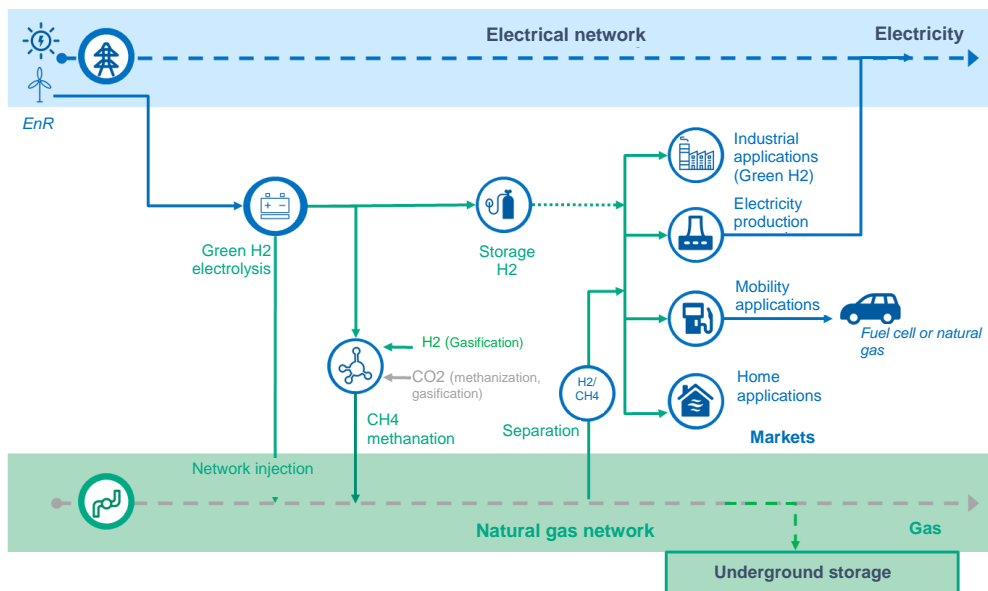 Electrical network
Electricity
EnR
Industrial
applications
(Green H2)
Electricity
production
Green H2
electrolysis
Storage
H2
Mobility
applications
Fuel cell or natural
gas
H2 (Gasification)
CO2 (methanization,
gasification)
H2/
CH4
Home
applications
CH4
methanation
Separation
Markets
Network injection
Natural gas network
Gas
Underground storage